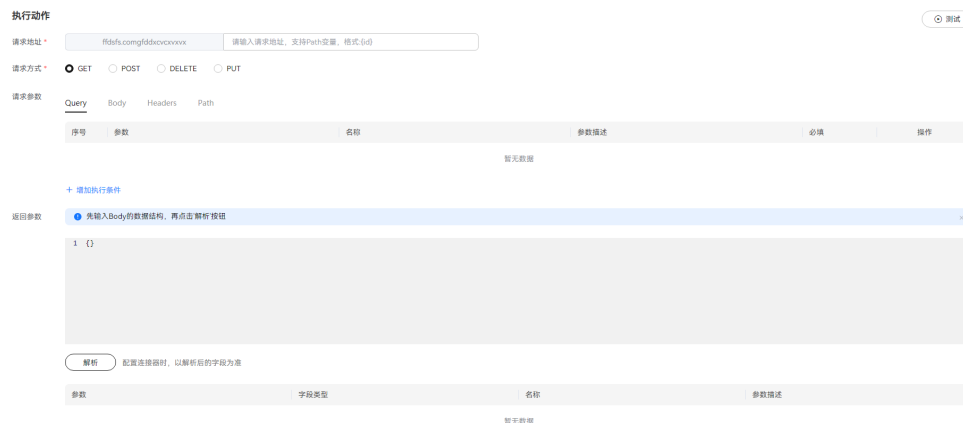 执行动作
测试
请求地址 * ffdsfs.comgfddxcvcxvxvx 请输入请求地址，支持Path变量，格式:{id}
请求方式 * GET POST DELETE PUT
请求参数 Query Body Headers Path
序号 参数 名称 参数描述 必填 操作
暂无数据
+ 增加执行条件
返回参数 先输入Body的数据结构，再点击'解析'按钮
1 {}
解析 配置连接器时，以解析后的字段为准
参数 字段类型 名称 参数描述
暂无数据